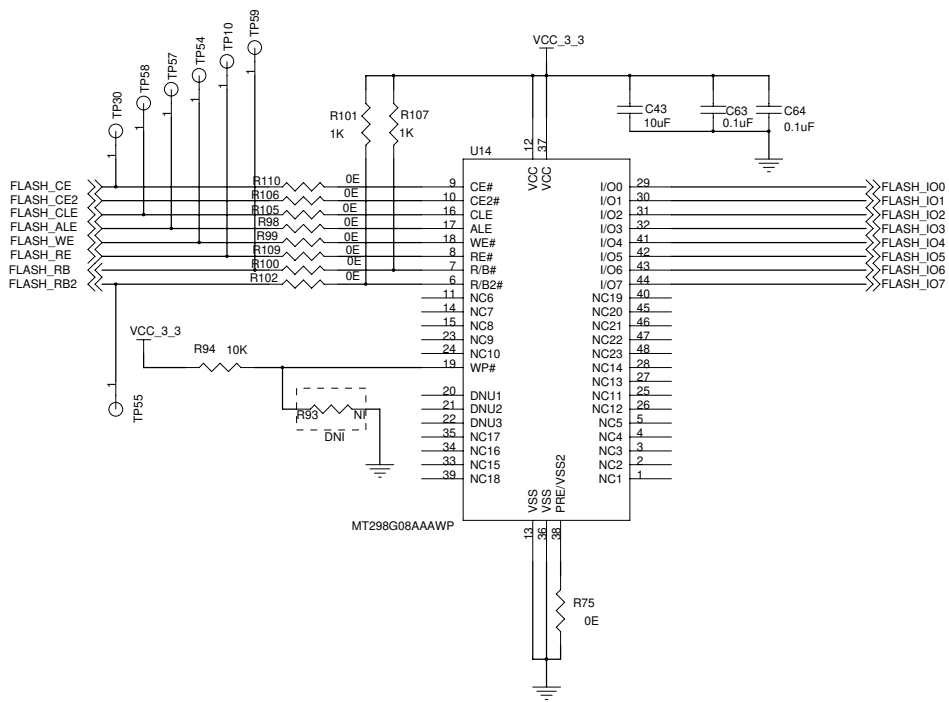 TP30
TP58
TP57
TP54
TP10
TP59
1
1
1
1
1
1
VCC_3_3
R101
1K
R107
1K
C43
10uF
C63
0.1uF
C64
0.1uF
U14
12
37
VCC
VCC
FLASH_CE R110 0E 9 CE# I/O0 29 FLASH_IO0
FLASH_CE2 R106 0E 10 CE2# I/O1 30 FLASH_IO1
FLASH_CLE R105 0E 16 CLE I/O2 31 FLASH_IO2
FLASH_ALE R98 0E 17 ALE I/O3 32 FLASH_IO3
FLASH_WE R99 0E 18 WE# I/O4 41 FLASH_IO4
FLASH_RE R109 0E 8 RE# I/O5 42 FLASH_IO5
FLASH_RB R100 0E 7 R/B# I/O6 43 FLASH_IO6
FLASH_RB2 R102 0E 6 R/B2# I/O7 44 FLASH_IO7
11 NC6 NC19 40
14 NC7 NC20 45
15 NC8 NC21 46
23 NC9 NC22 47
24 NC10 NC23 48
VCC_3_3
R94 10K
19 WP# NC14 28
NC13 27
20 DNU1 NC11 25
21 DNU2 NC12 26
22 DNU3 NC5 5
35 NC17 NC4 4
34 NC16 NC3 3
33 NC15 NC2 2
39 NC18 NC1 1
1
TP55
R93 NI
DNI
VSS
VSS
PRE/VSS2
MT298G08AAAWP
13
36
38
R75
0E